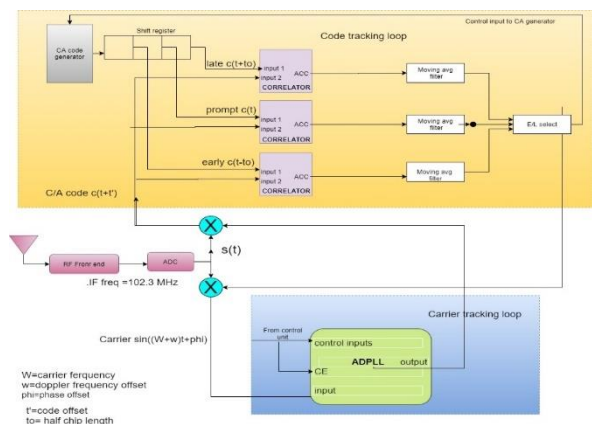 Control input to CA generator
Shift register
Code tracking loop
CA code
generator
late c(t+to)
input 1
input 2
ACC
CORRELATOR
Moving avg
filter
prompt c(t)
input 1
input 2
ACC
CORRELATOR
Moving avg
filter
E/L select
early c(t-to)
input 1
input 2
ACC
CORRELATOR
Moving avg
filter
C/A code c(t+t')
X
s(t)
RF Front end
ADC
.IF freq =102.3 MHz
X
Carrier tracking loop
Carrier sin((W+w)t+phi)
From control
unit
control inputs
ADPLL
output
CE
input
W=carrier ferquency
w=doppler frequency offset
phi=phase offset
t'=code offset
to= half chip length